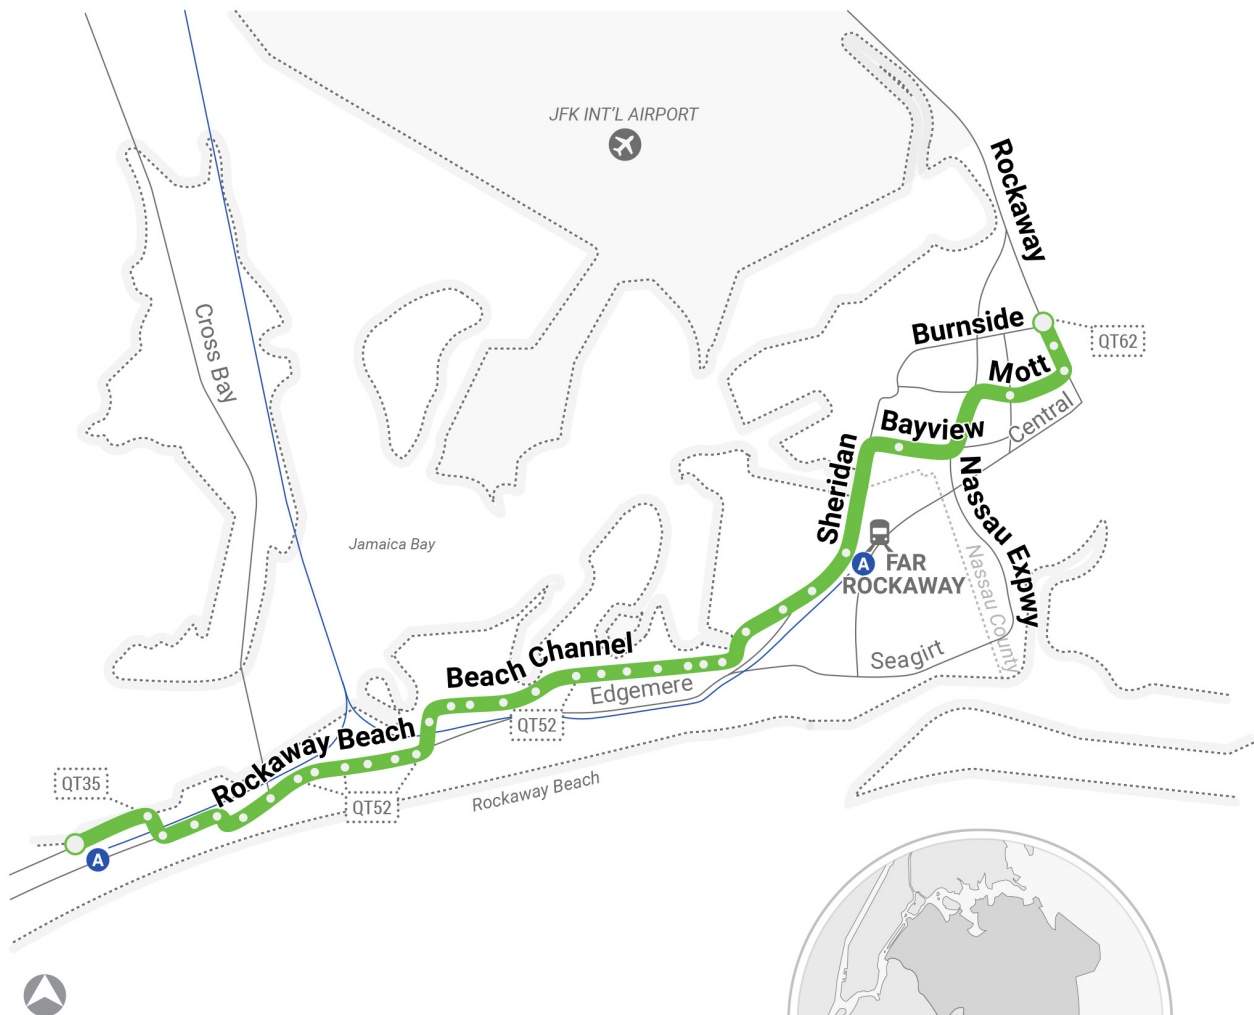 JFK INT'L AIRPORT
Rockaway
Cross Bay
Burnside
QT62
Mott
Central
Bayview
Sheridan
Nassau Expwy
Jamaica Bay
A
FAR
ROCKAWAY
Nassau County
Beach Channel
Seagirt
Edgemere
QT52
Rockaway Beach
QT35
Rockaway Beach
QT52
A